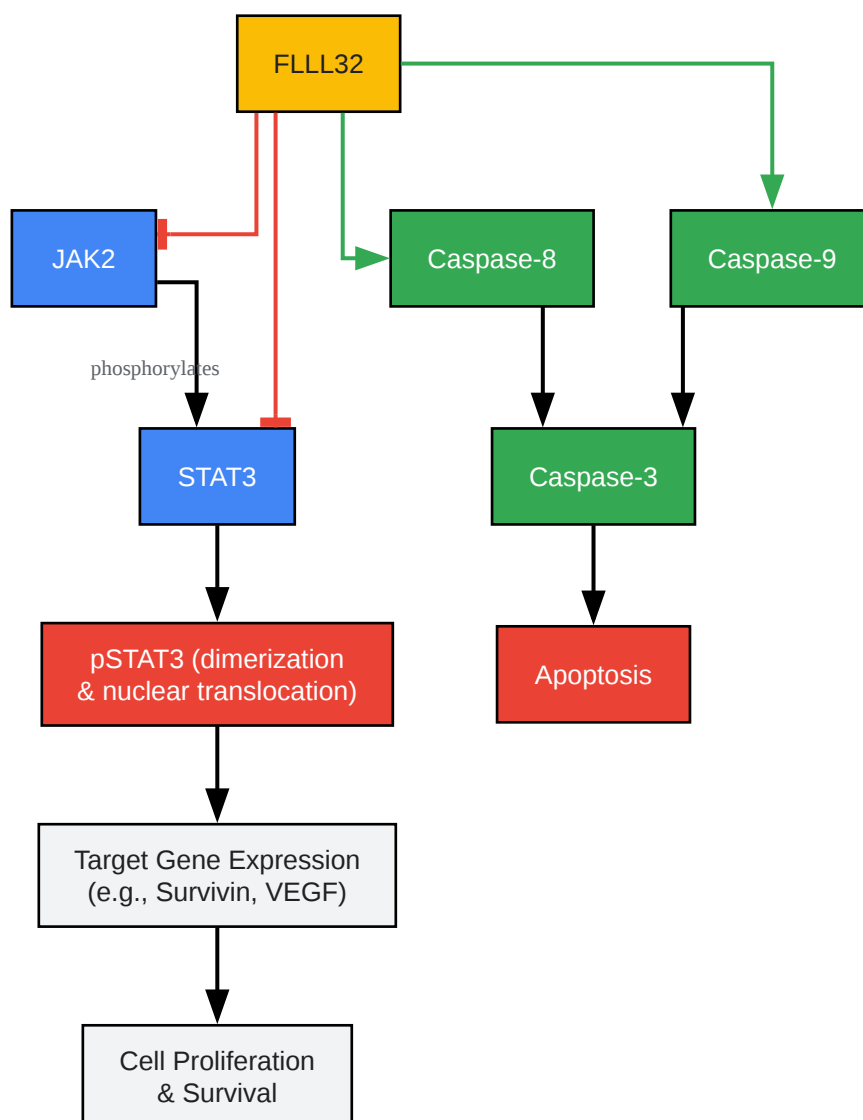 FLLL32
JAK2
Caspase-8
Caspase-9
phosphorylates
STAT3
Caspase-3
pSTAT3 (dimerization
& nuclear translocation)
Apoptosis
Target Gene Expression
(e.g., Survivin, VEGF)
Cell Proliferation
& Survival